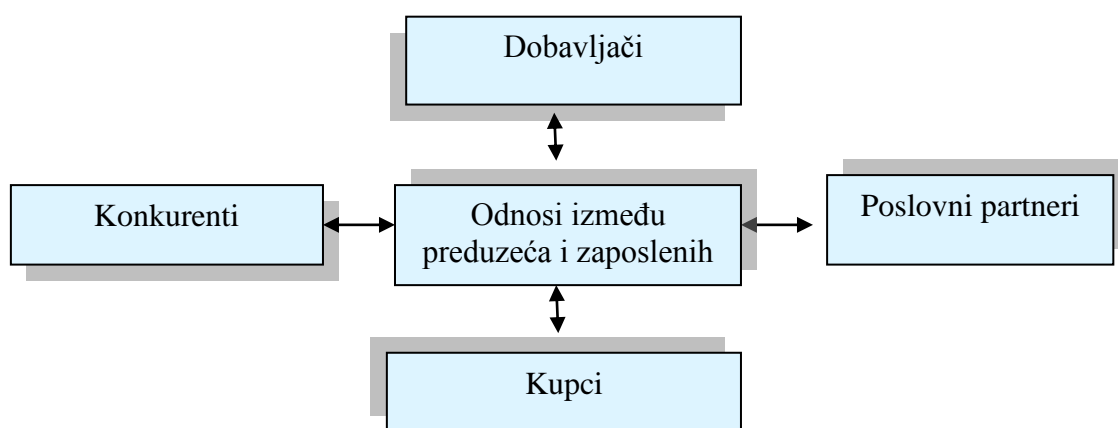 Dobavljači
Konkurenti
Odnosi između
preduzeća i zaposlenih
Poslovni partneri
Kupci